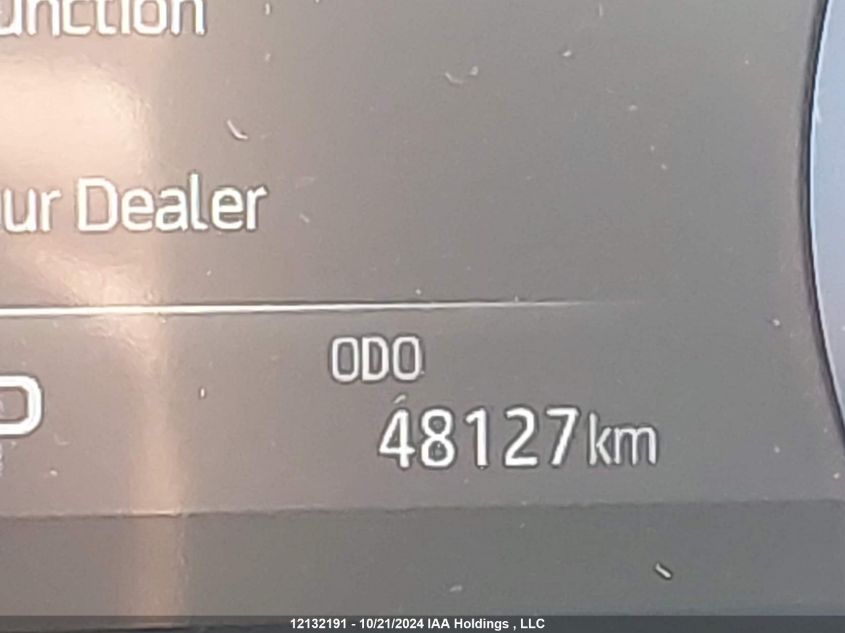 unction
ur Dealer
ODO
48127km
12132191 - 10/21/2024 IAA Holdings , LLC